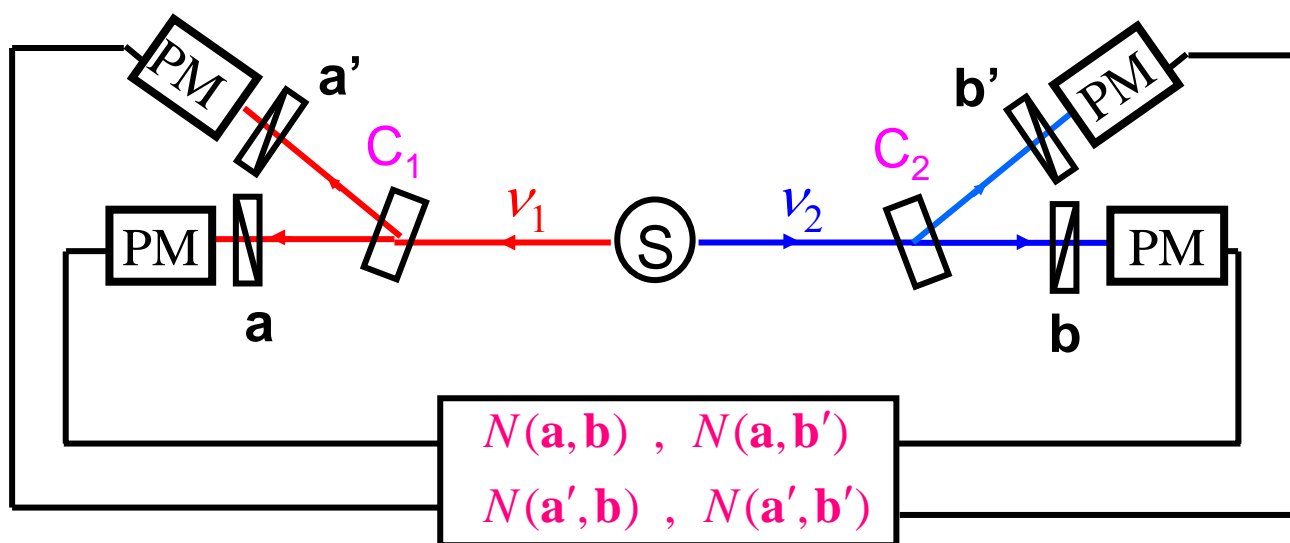 PM
a’
b’
PM
C₁
C₂
ν₁
S
ν₂
PM
PM
a
b
N(a,b) , N(a,b′)
N(a′,b) , N(a′,b′)